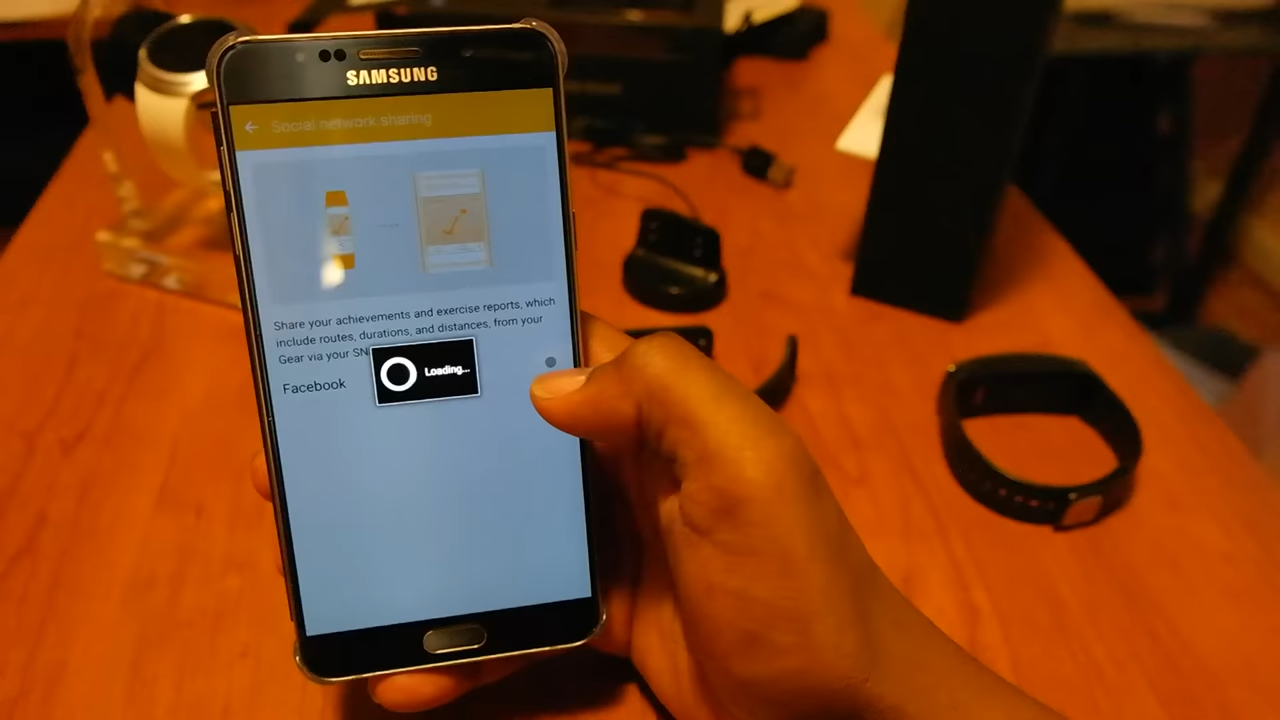 SAMSUNG
Social network sharing
Share your achievements and exercise reports, which
include routes, durations, and distances, from your
Gear via your SN
Facebook
Loading...